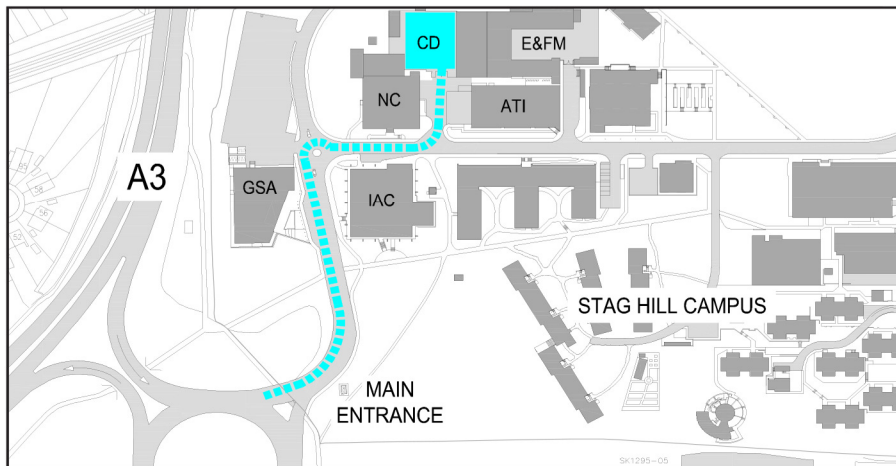 CD
E&FM
NC
ATI
A3
GSA
IAC
STAG HILL CAMPUS
MAIN
ENTRANCE
SK1295-05